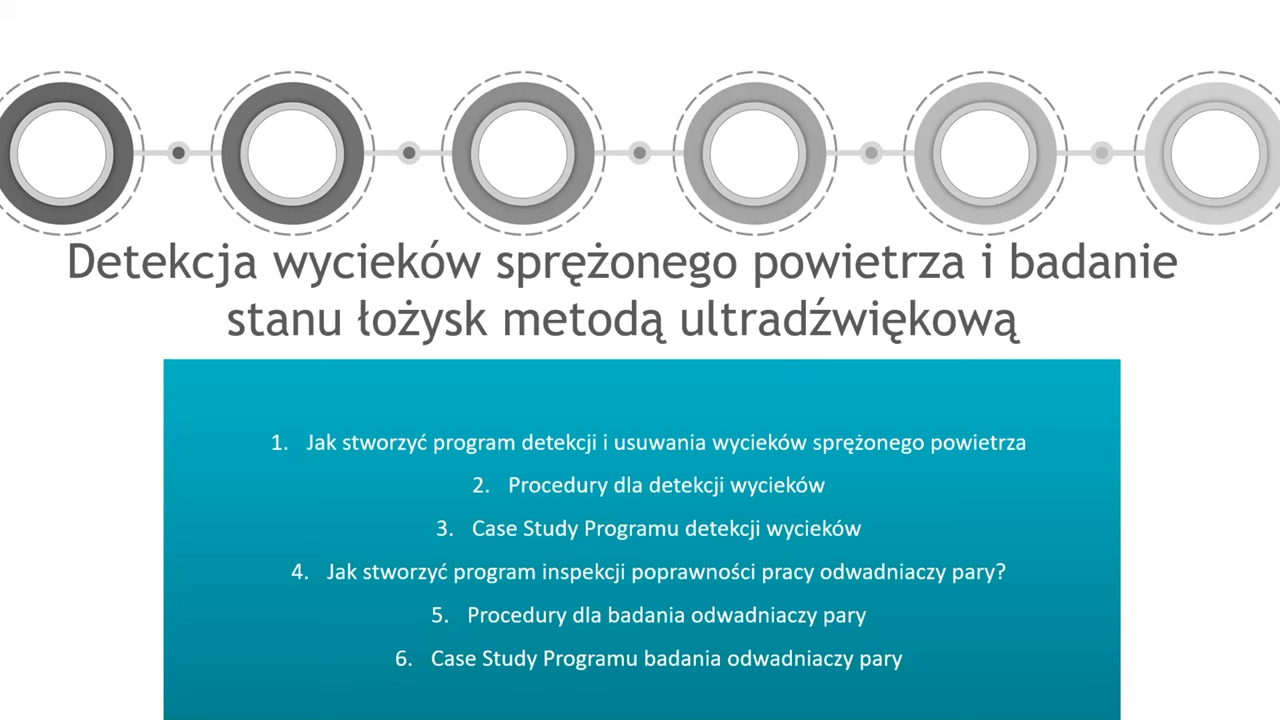 Detekcja wycieków sprężonego powietrza i badanie
stanu łożysk metodą ultradźwiękową
1. Jak stworzyć program detekcji i usuwania wycieków sprężonego powietrza
2. Procedury dla detekcji wycieków
3. Case Study Programu detekcji wycieków
4. Jak stworzyć program inspekcji poprawności pracy odwadniaczy pary?
5. Procedury dla badania odwadniaczy pary
6. Case Study Programu badania odwadniaczy pary